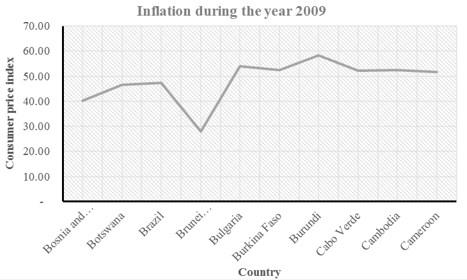 Inflation during the year 2009
70.00
60.00
50.00
40.00
30.00
20.00
10.00
-
Consumer price index
Bosnia and...
Botswana
Brazil
Brunei...
Bulgaria
Burkina Faso
Burundi
Cabo Verde
Cambodia
Cameroon
Country